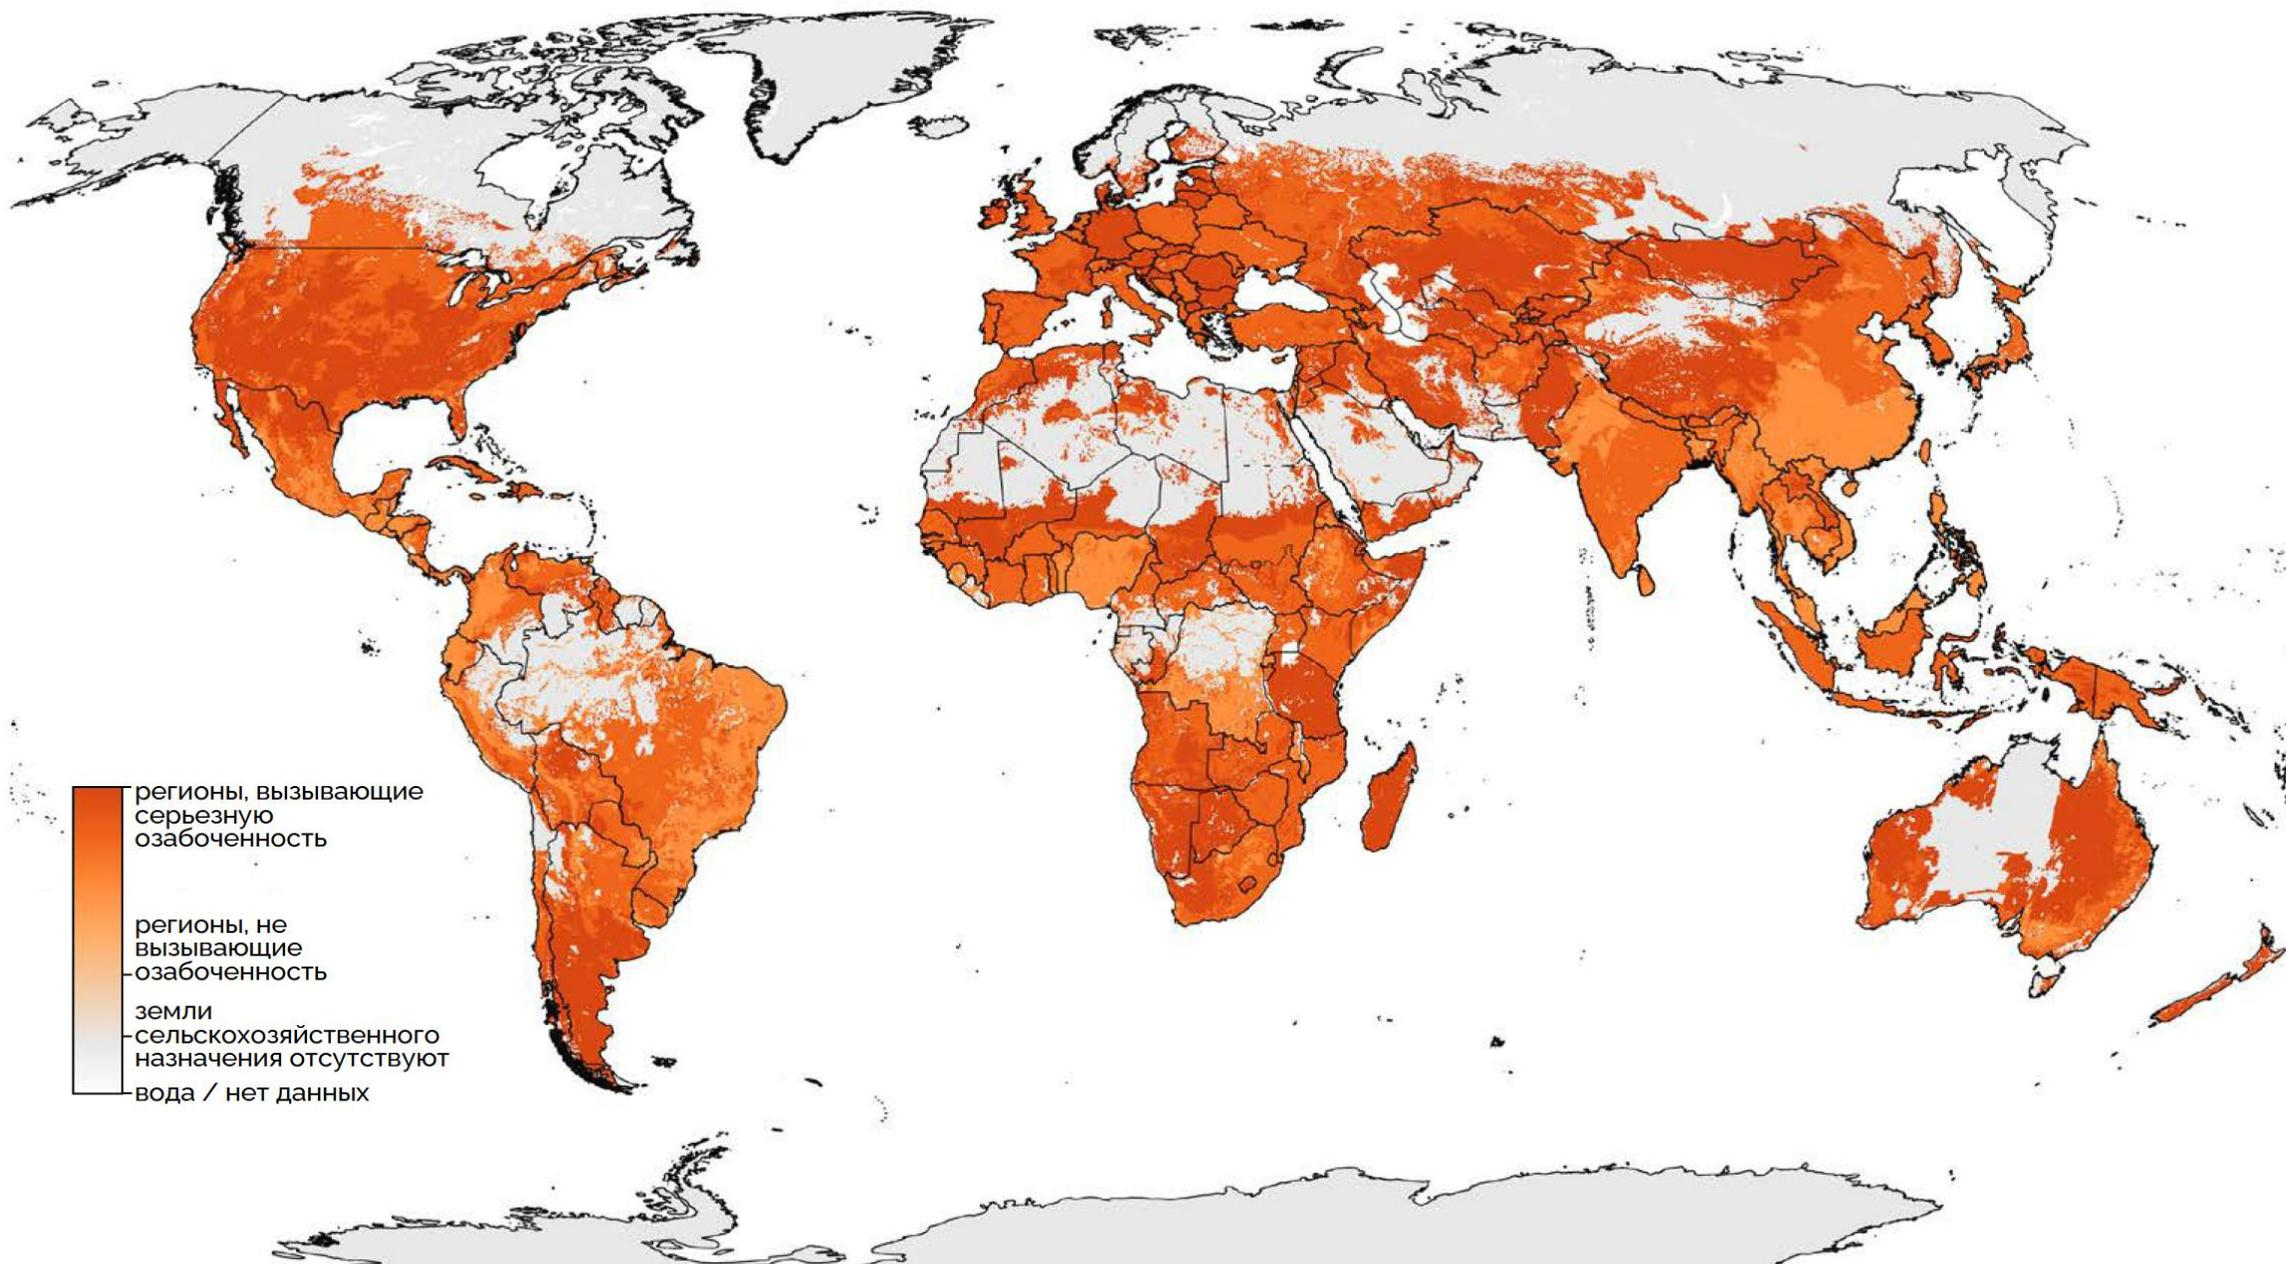 регионы, вызывающие
серьезную
озабоченность
регионы, не
вызывающие
озабоченность
земли
сельскохозяйственного
назначения отсутствуют
вода / нет данных